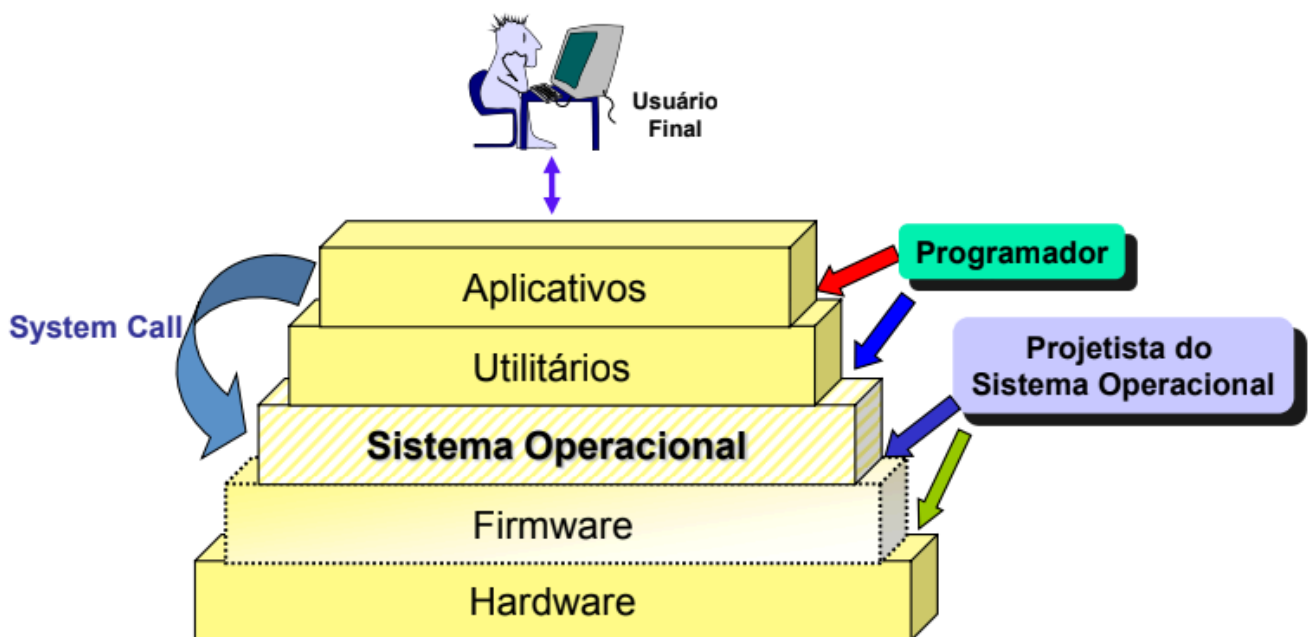 Usuário
Final
Programador
Aplicativos
System Call
Projetista do
Sistema Operacional
Utilitários
Sistema Operacional
Firmware
Hardware